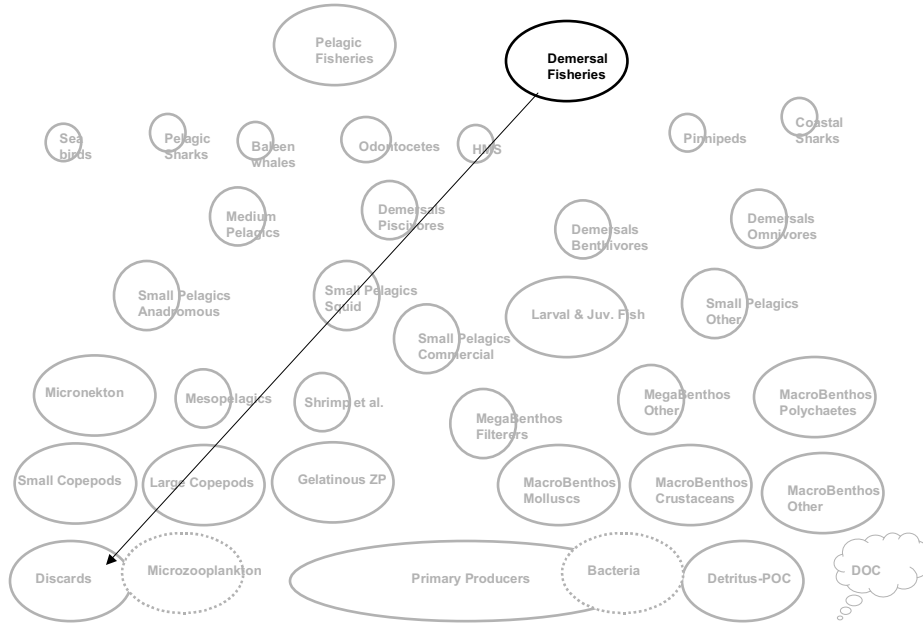 Pelagic
Fisheries
Demersal
Fisheries
Sea
birds
Pelagic
Sharks
Baleen
whales
Odontocetes
HMS
Pinnipeds
Coastal
Sharks
Medium
Pelagics
Demersals
Piscivores
Demersals
Benthivores
Demersals
Omnivores
Small Pelagics
Anadromous
Small Pelagics
Squid
Small Pelagics
Commercial
Larval & Juv. Fish
Small Pelagics
Other
Micronekton
Mesopelagics
Shrimp et al.
MegaBenthos
Filterers
MegaBenthos
Other
MacroBenthos
Polychaetes
Small Copepods
Large Copepods
Gelatinous ZP
MacroBenthos
Molluscs
MacroBenthos
Crustaceans
MacroBenthos
Other
Discards
Microzooplankton
Primary Producers
Bacteria
Detritus-POC
DOC